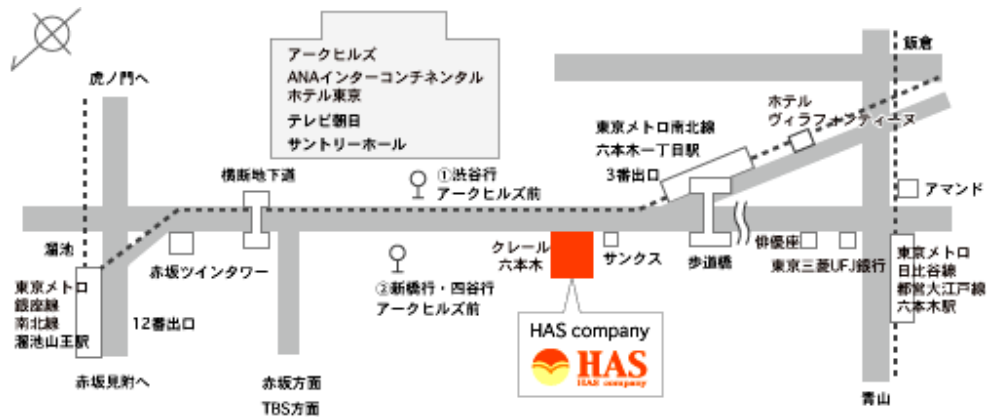 虎ノ門へ
アークヒルズ
ANAインターコンチネンタル
ホテル東京
テレビ朝日
サントリーホール
飯倉
ホテル
ヴィラフォンティーヌ
東京メトロ南北線
六本木一丁目駅
3番出口
横断地下道
①渋谷行
アークヒルズ前
アマンド
溜池
赤坂ツインタワー
②新橋行・四谷行
アークヒルズ前
クレール
六本木
サンクス
歩道橋
俳優座
東京三菱UFJ銀行
東京メトロ
日比谷線
都営大江戸線
六本木駅
東京メトロ
銀座線
南北線
溜池山王駅
12番出口
HAS company
HAS
HAS company
赤坂見附へ
赤坂方面
TBS方面
青山